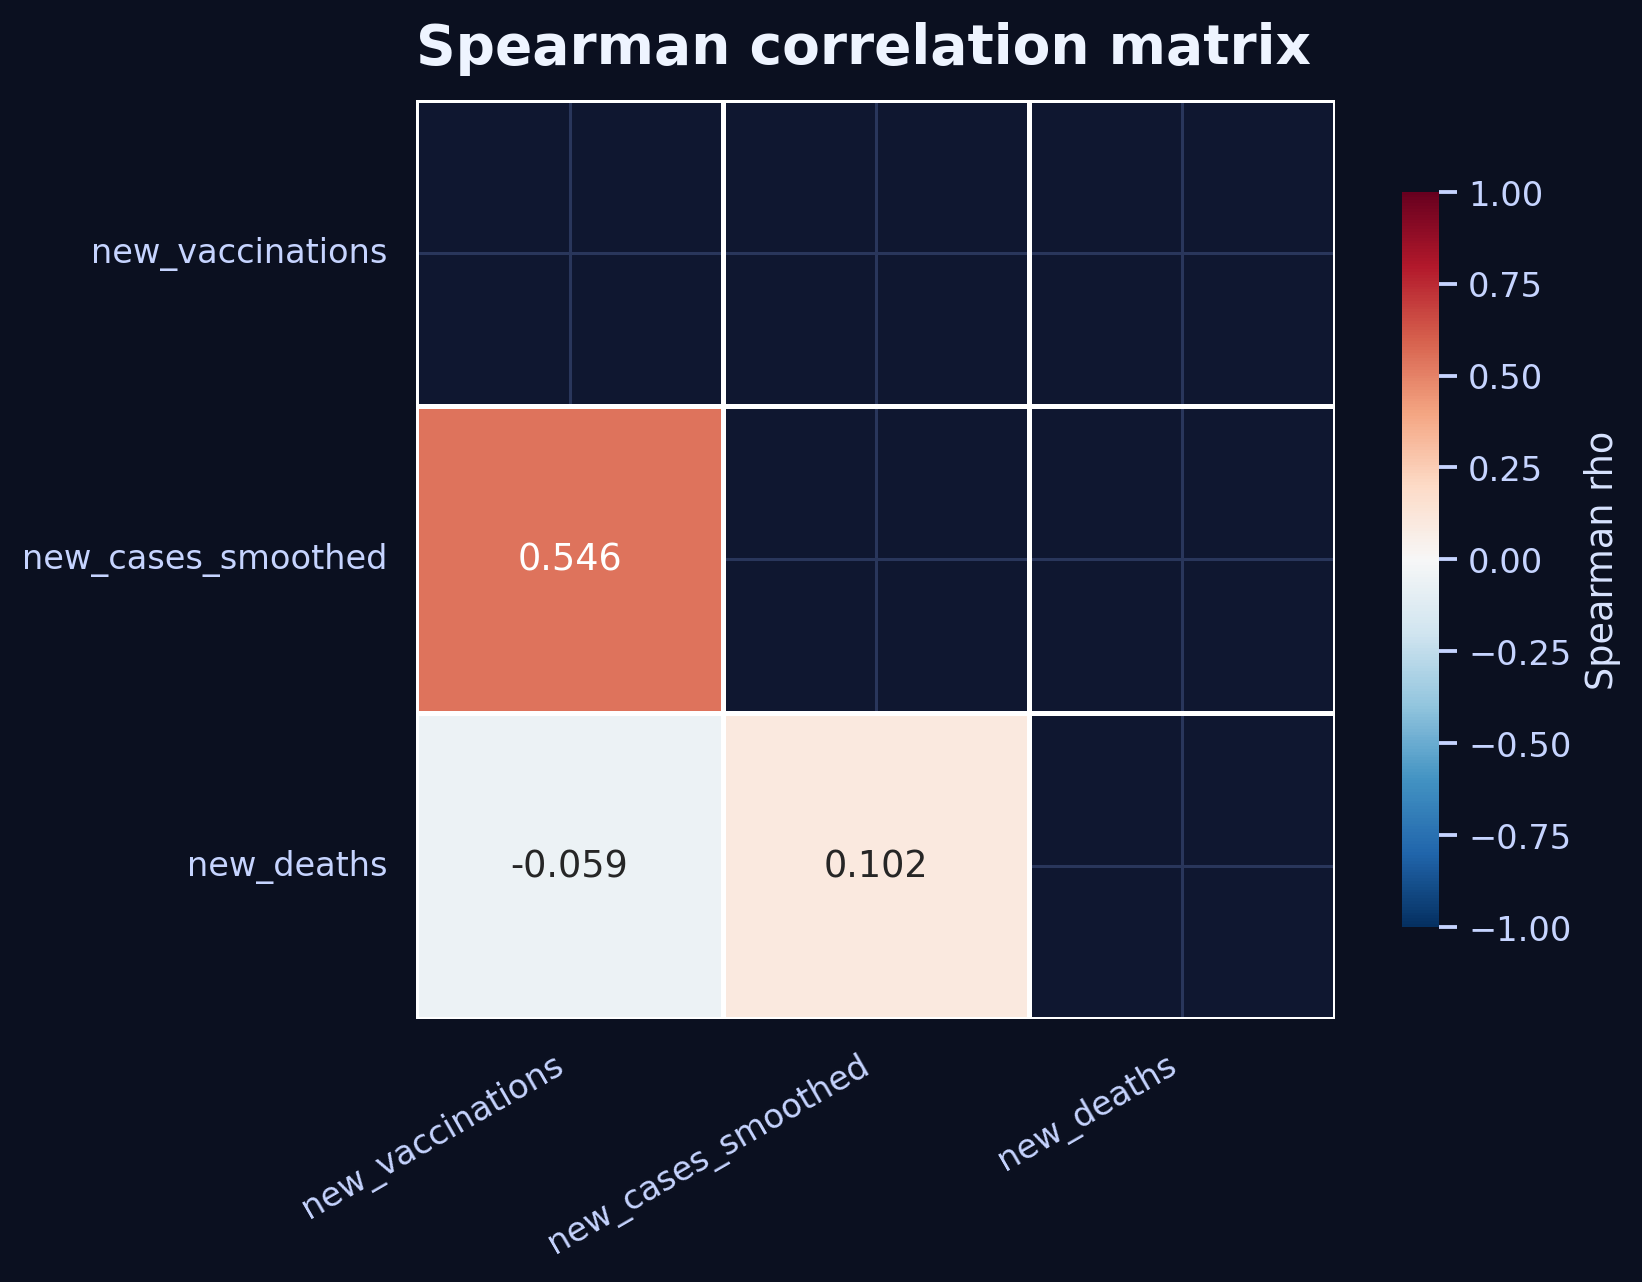 Spearman correlation matrix
new_vaccinations
new_cases_smoothed
new_deaths
0.546
-0.059
0.102
new_vaccinations
new_cases_smoothed
new_deaths
1.00
0.75
0.50
0.25
0.00
−0.25
−0.50
−0.75
−1.00
Spearman rho